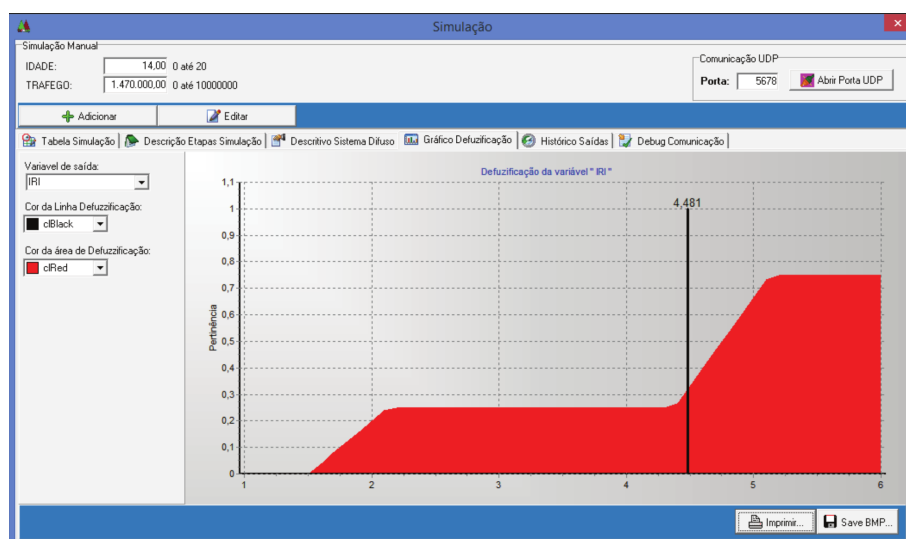 Simulação
Simulação Manual
IDADE: 14,00 0 até 20
TRAFEGO: 1.470.000,00 0 até 10000000
Comunicação UDP
Porta: 5678 Abrir Porta UDP
Adicionar Editar
Tabela Simulação Descrição Etapas Simulação Descritivo Sistema Difuso Gráfico Defuzificação Histórico Saídas Debug Comunicação
Variavel de saída:
IRI
Cor da Linha Defuzzificação:
clBlack
Cor da área de Defuzzificação:
clRed
Defuzificação da variável " IRI "
4,481
Pertinência
1,1
1
0,9
0,8
0,7
0,6
0,5
0,4
0,3
0,2
0,1
0
1 2 3 4 5 6
Imprimir... Save BMP...